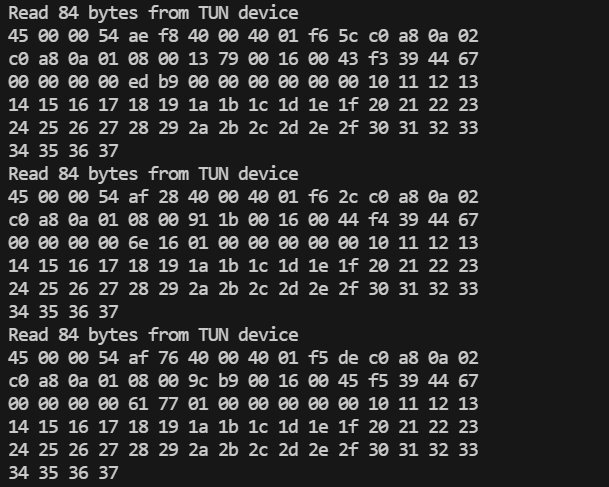 Read 84 bytes from TUN device
45 00 00 54 ae f8 40 00 40 01 f6 5c c0 a8 0a 02
c0 a8 0a 01 08 00 13 79 00 16 00 43 f3 39 44 67
00 00 00 00 ed b9 00 00 00 00 00 00 10 11 12 13
14 15 16 17 18 19 1a 1b 1c 1d 1e 1f 20 21 22 23
24 25 26 27 28 29 2a 2b 2c 2d 2e 2f 30 31 32 33
34 35 36 37
Read 84 bytes from TUN device
45 00 00 54 af 28 40 00 40 01 f6 2c c0 a8 0a 02
c0 a8 0a 01 08 00 91 1b 00 16 00 44 f4 39 44 67
00 00 00 00 6e 16 01 00 00 00 00 00 10 11 12 13
14 15 16 17 18 19 1a 1b 1c 1d 1e 1f 20 21 22 23
24 25 26 27 28 29 2a 2b 2c 2d 2e 2f 30 31 32 33
34 35 36 37
Read 84 bytes from TUN device
45 00 00 54 af 76 40 00 40 01 f5 de c0 a8 0a 02
c0 a8 0a 01 08 00 9c b9 00 16 00 45 f5 39 44 67
00 00 00 00 61 77 01 00 00 00 00 00 10 11 12 13
14 15 16 17 18 19 1a 1b 1c 1d 1e 1f 20 21 22 23
24 25 26 27 28 29 2a 2b 2c 2d 2e 2f 30 31 32 33
34 35 36 37